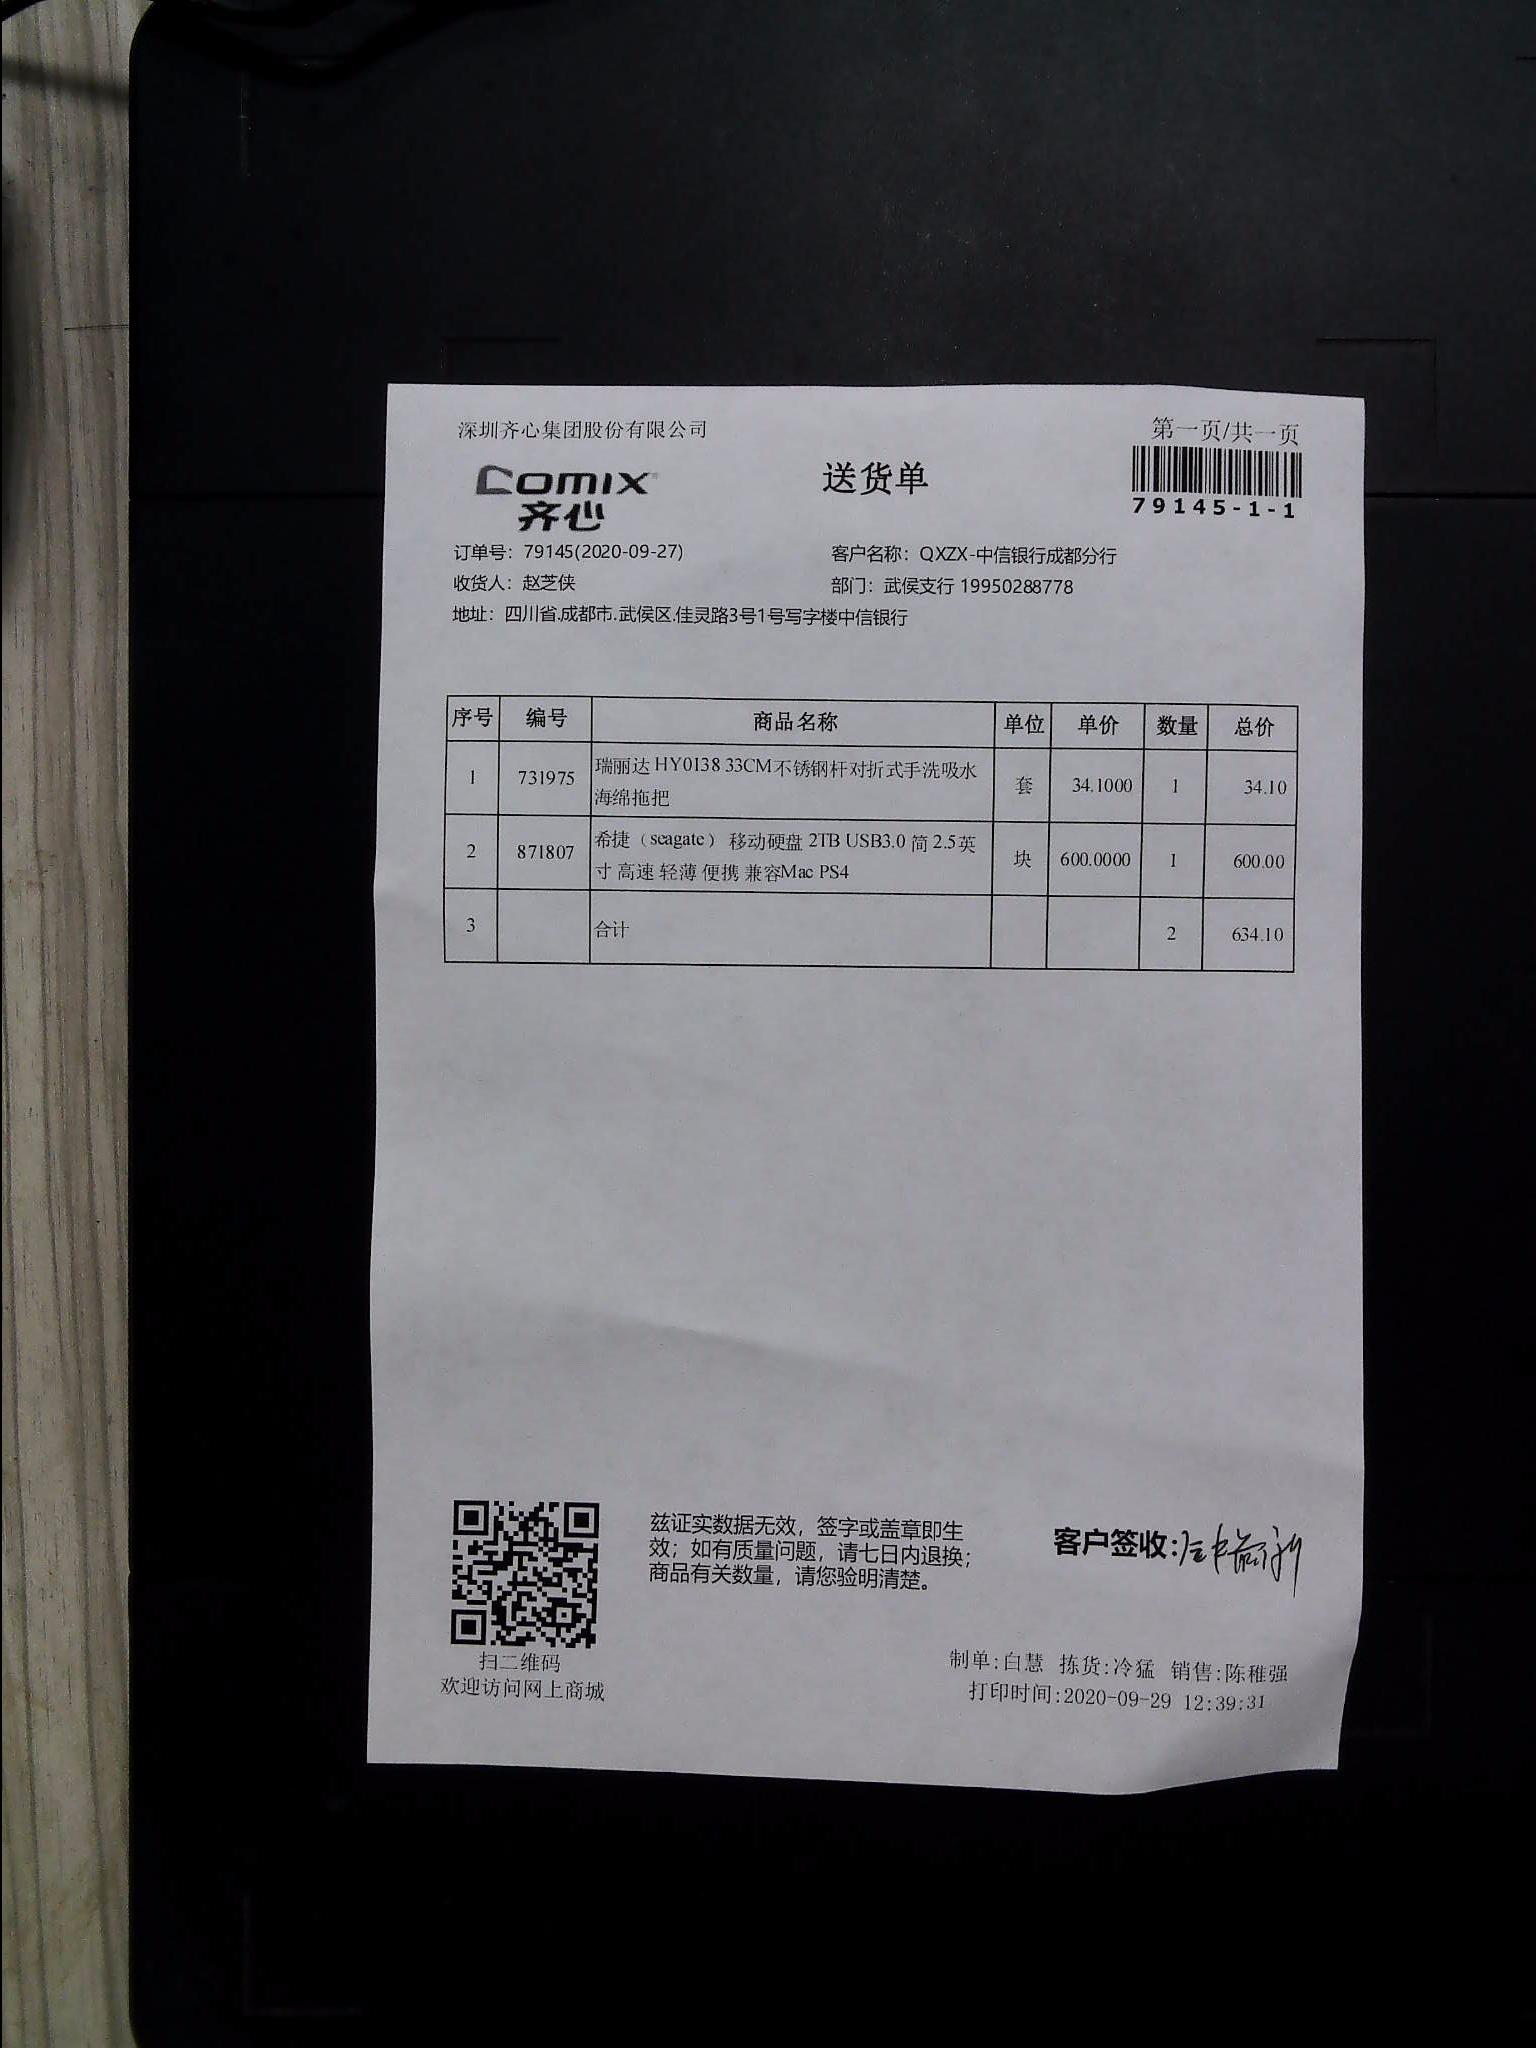 深圳齐心集团股份有限公司
第一页/共一页
Comix
齐心
送货单
79145-1-1
订单号：79145(2020-09-27)
客户名称：QXZX-中信银行成都分行
收货人：赵芝侠
部门：武侯支行 19950288778
地址：四川省.成都市.武侯区.佳灵路3号1号写字楼中信银行
序号 编号 商品名称 单位 单价 数量 总价
1 731975 瑞丽达 HY0138 33CM不锈钢杆对折式手洗吸水
海绵拖把 套 34.1000 1 34.10
2 871807 希捷（seagate） 移动硬盘 2TB USB3.0 简 2.5英
寸 高速 轻薄 便携 兼容Mac PS4 块 600.0000 1 600.00
3 合计 2 634.10
兹证实数据无效，签字或盖章即生
效；如有质量问题，请七日内退换；
商品有关数量，请您验明清楚。
客户签收:
扫二维码
欢迎访问网上商城
制单:白慧 拣货:冷猛 销售:陈稚强
打印时间:2020-09-29 12:39:31